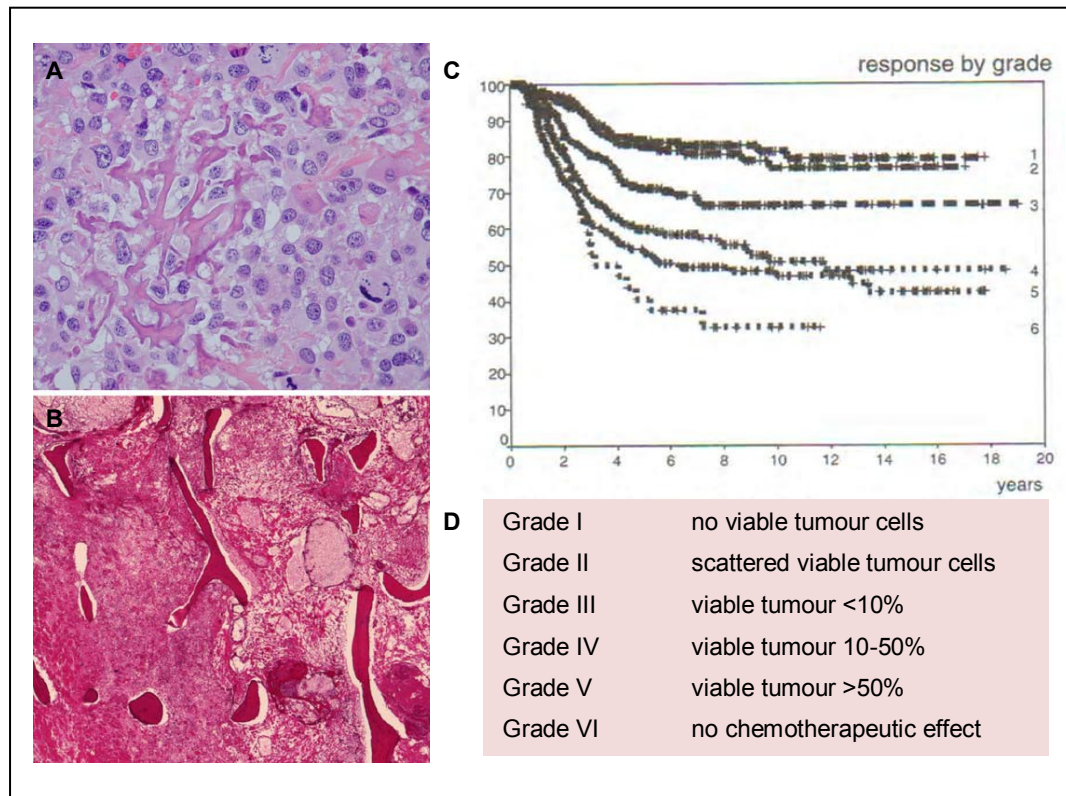 A
B
C
response by grade
100
90
80
70
60
50
40
30
20
10
0
1
2
3
4
5
6
0 2 4 6 8 10 12 14 16 18 20
years
D
Grade I no viable tumour cells
Grade II scattered viable tumour cells
Grade III viable tumour <10%
Grade IV viable tumour 10-50%
Grade V viable tumour >50%
Grade VI no chemotherapeutic effect